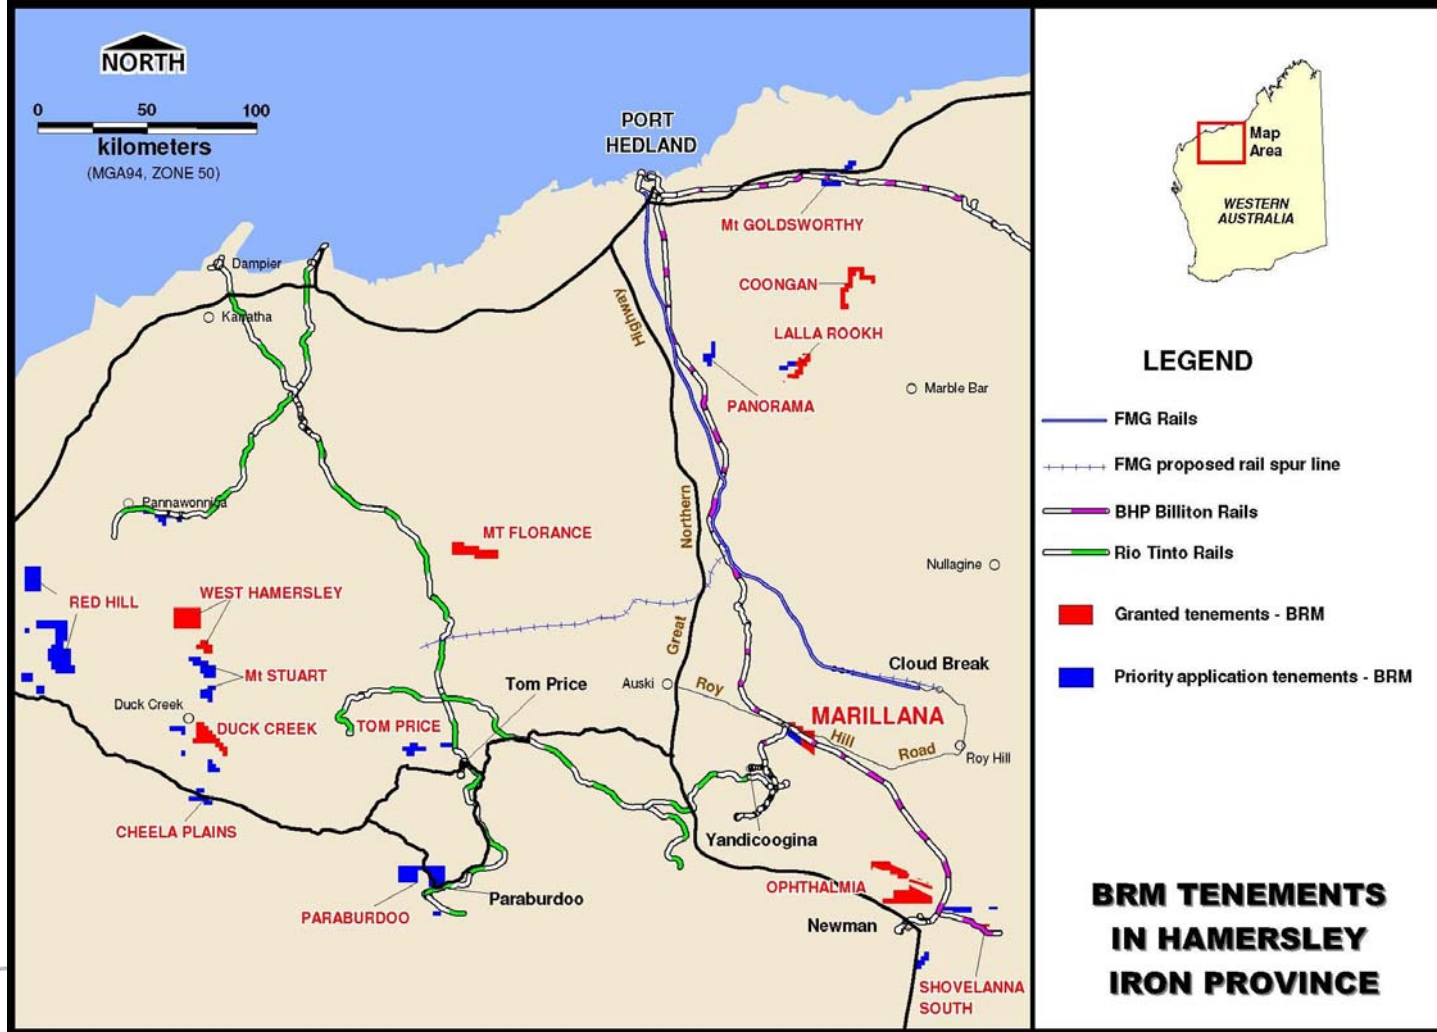 NORTH
0 50 100
kilometers
(MGA94, ZONE 50)
PORT
HEDLAND
Mt GOLDSWORTHY
Dampier
COONGAN
Karratha
Highway
LALLA ROOKH
Marble Bar
PANORAMA
Pannawonnica
Northern
MT FLORANCE
Nullagine
RED HILL
WEST HAMERSLEY
Great
Cloud Break
Mt STUART
Auski
Roy
Tom Price
Duck Creek
MARILLANA
DUCK CREEK
TOM PRICE
Hill
Road
Roy Hill
CHEELA PLAINS
Yandicoogina
OPHTHALMIA
Paraburdoo
PARABURDOO
Newman
SHOVELANNA
SOUTH
Map
Area
WESTERN
AUSTRALIA
LEGEND
FMG Rails
FMG proposed rail spur line
BHP Billiton Rails
Rio Tinto Rails
Granted tenements - BRM
Priority application tenements - BRM
BRM TENEMENTS
IN HAMERSLEY
IRON PROVINCE